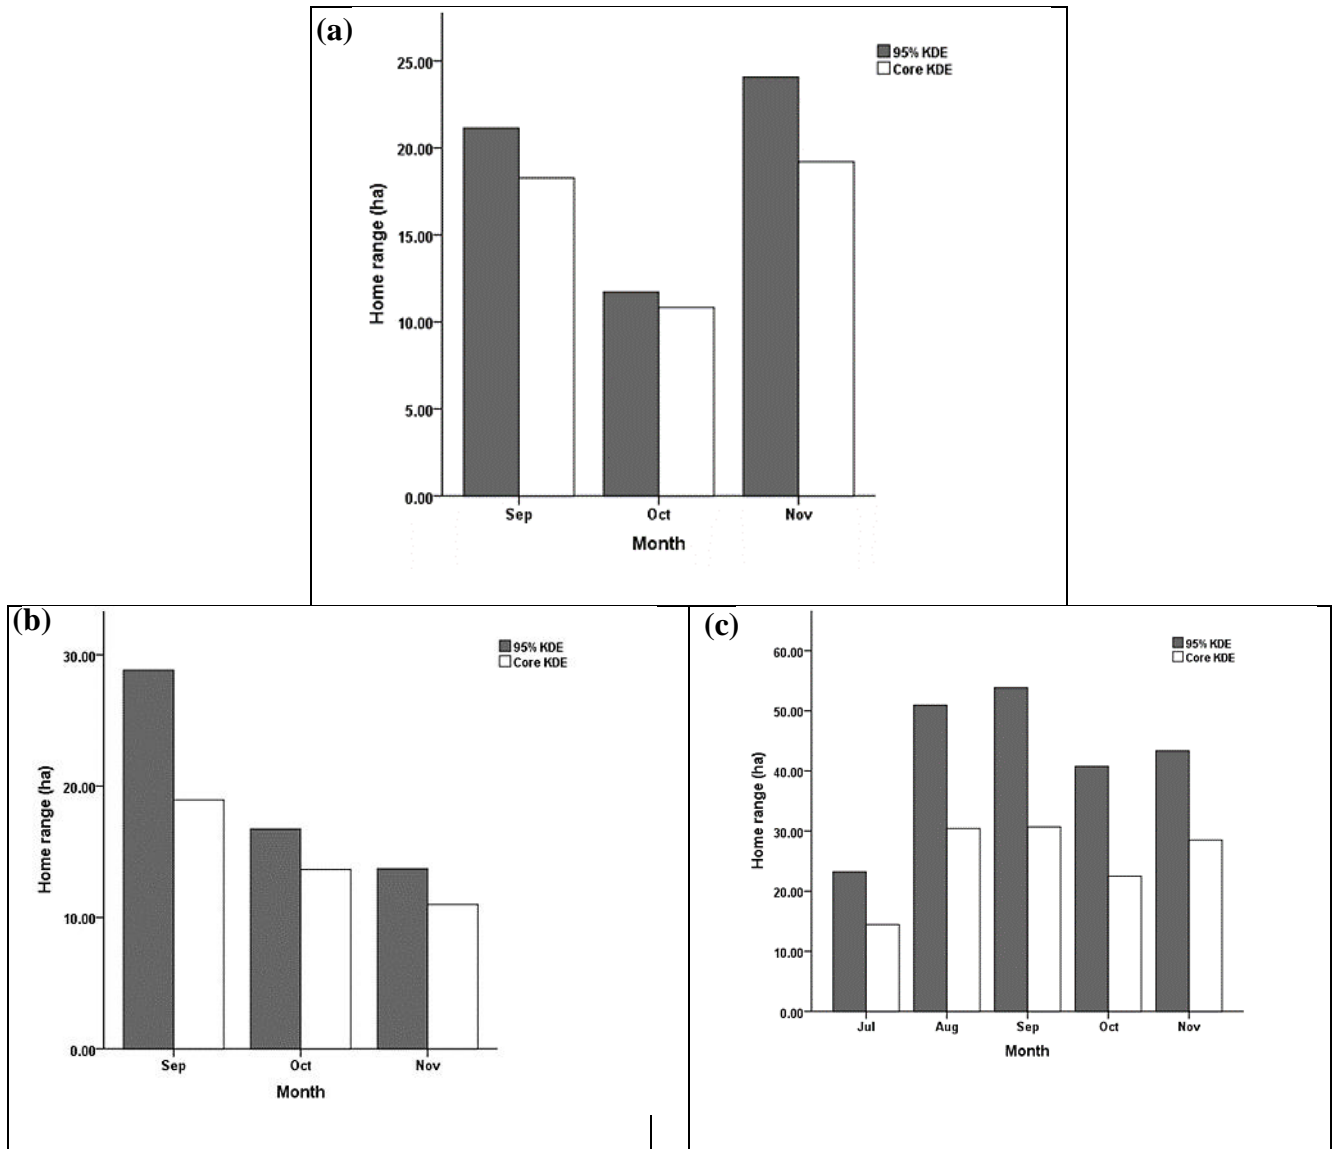 (a)
95% KDE
Core KDE
25.00
20.00
15.00
10.00
5.00
0.00
Home range (ha)
Sep Oct Nov
Month
(b)
95% KDE
Core KDE
30.00
20.00
10.00
0.00
Home range (ha)
Sep Oct Nov
Month
(c)
95% KDE
Core KDE
60.00
50.00
40.00
30.00
20.00
10.00
0.00
Home range (ha)
Jul Aug Sep Oct Nov
Month